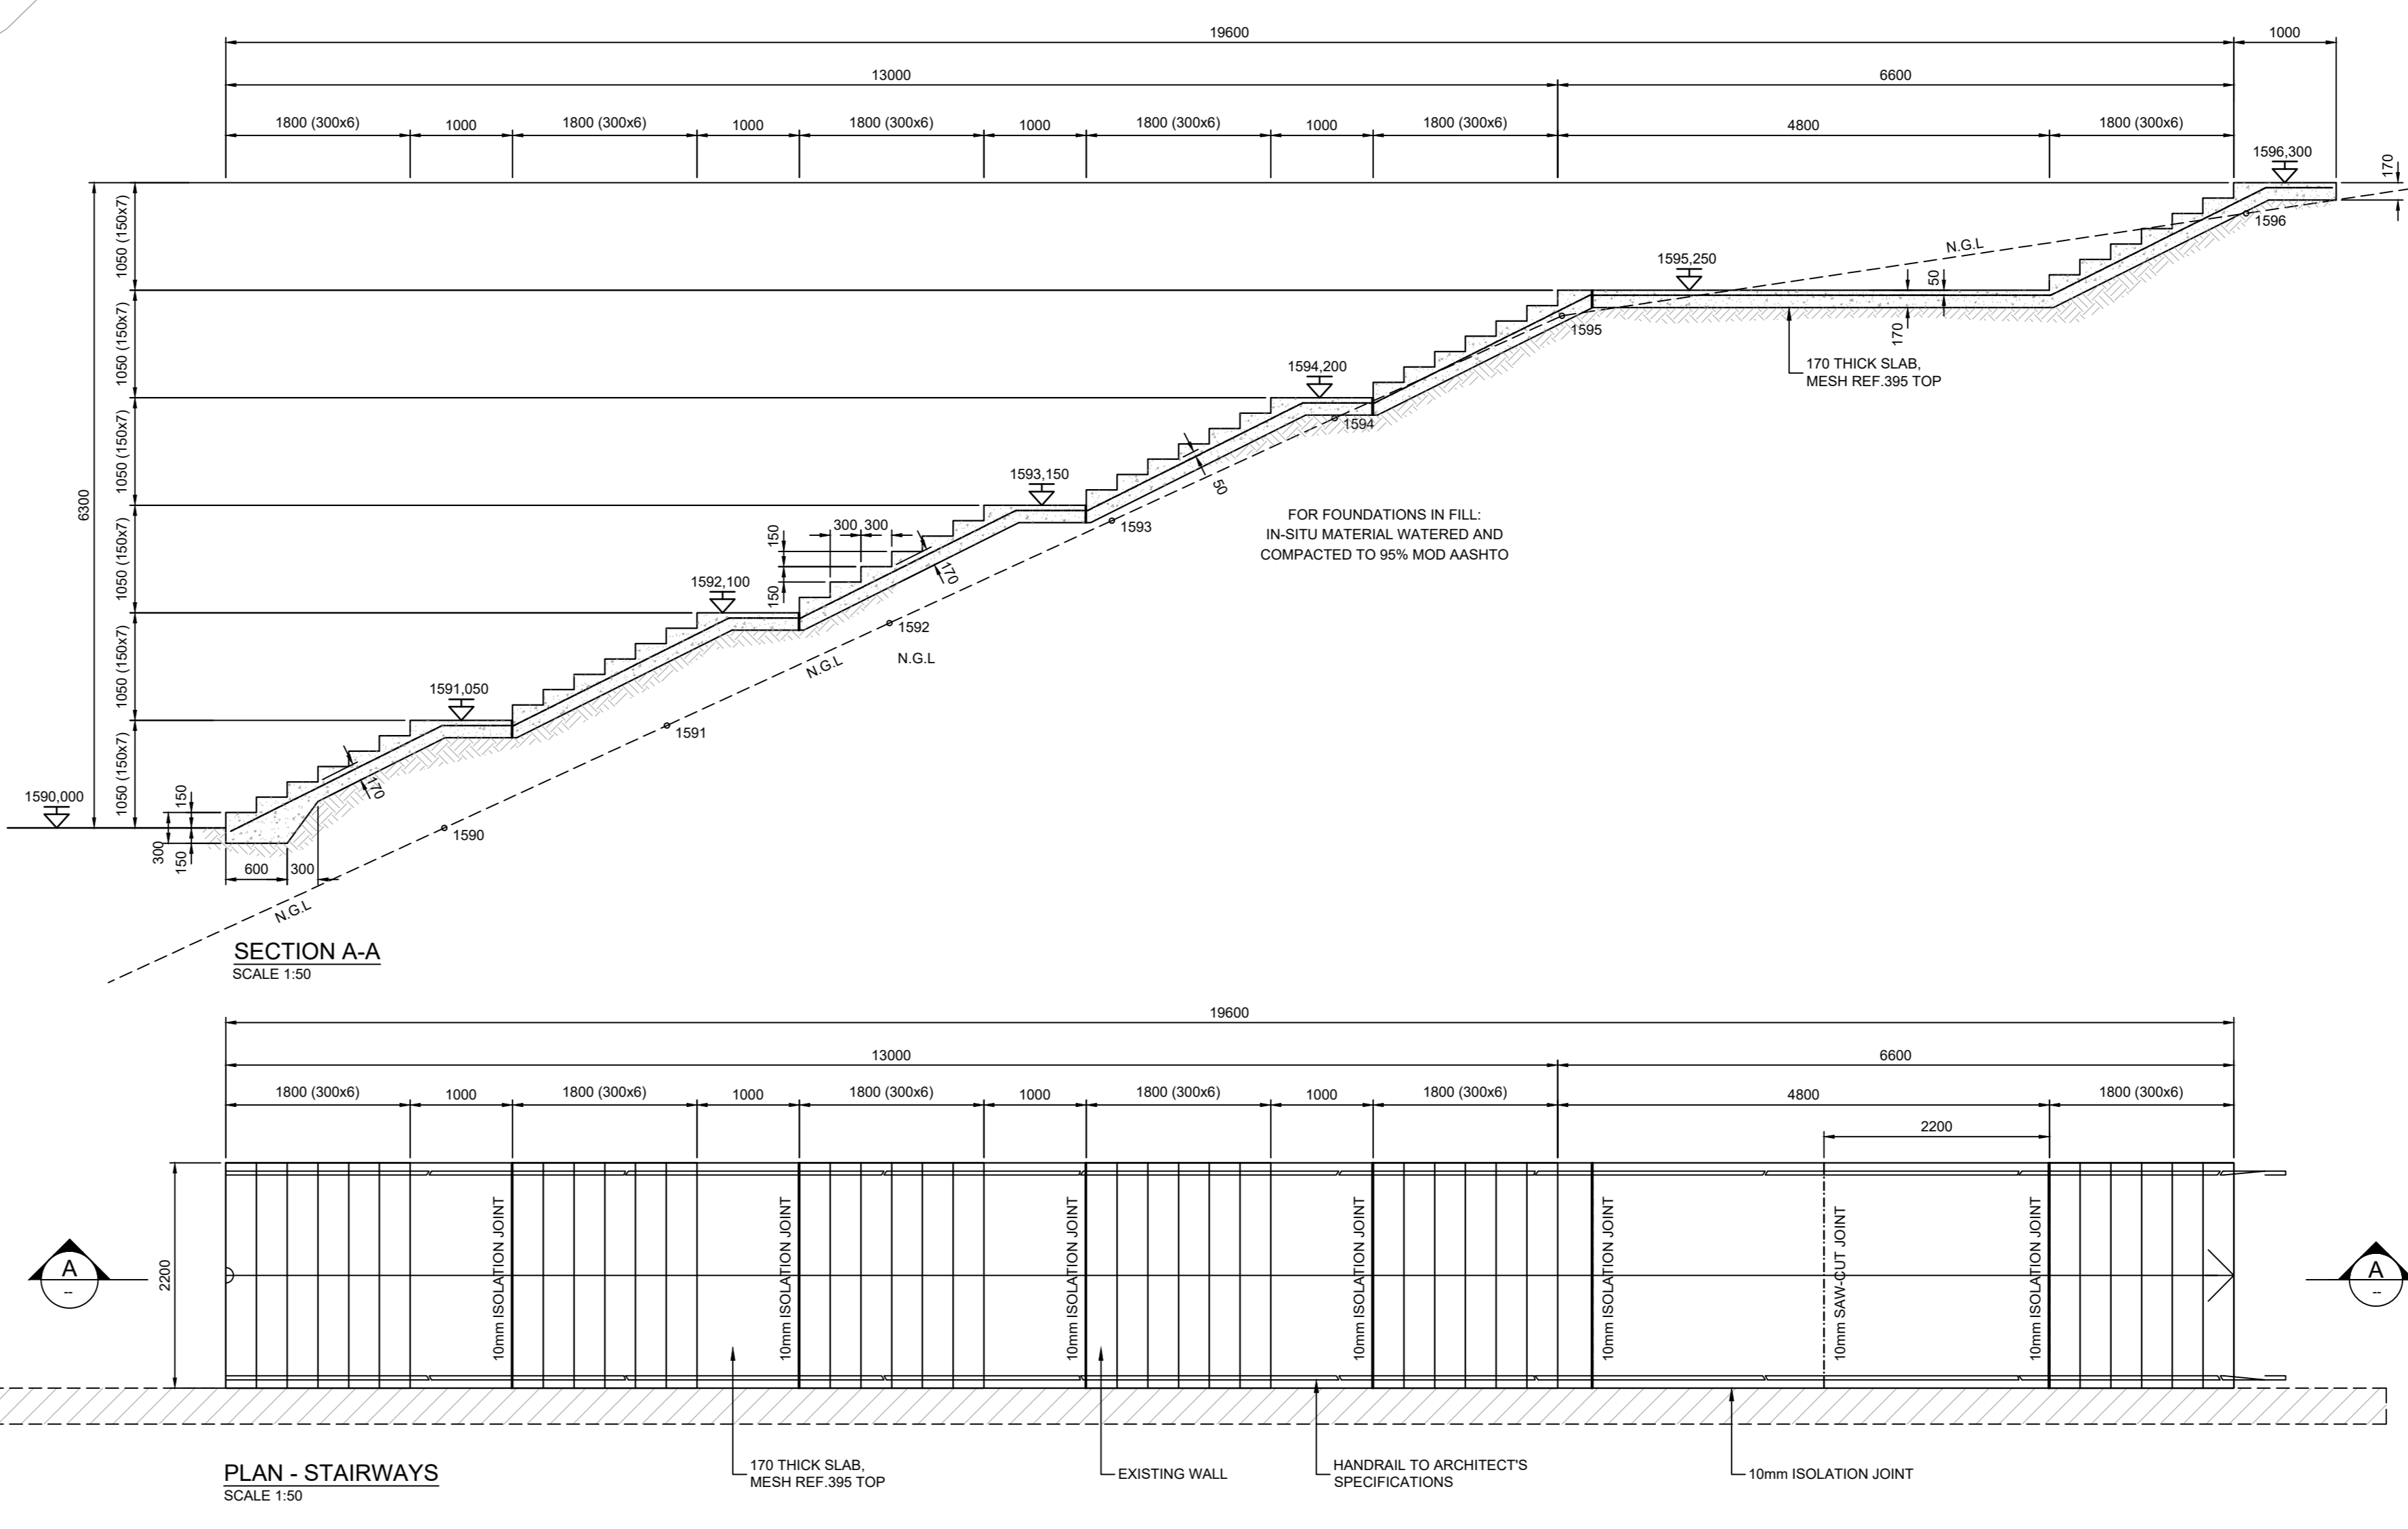 19600
1000
13000
6600
1800 (300x6)
1000
1800 (300x6)
1000
1800 (300x6)
1000
1800 (300x6)
1000
1800 (300x6)
4800
1800 (300x6)
1596,300
170
1050 (150x7)
1596
N.G.L
1595,250
50
1050 (150x7)
1595
170
170 THICK SLAB,
MESH REF.395 TOP
1594,200
1050 (150x7)
1594
1593,150
50
6300
FOR FOUNDATIONS IN FILL:
IN-SITU MATERIAL WATERED AND
COMPACTED TO 95% MOD AASHTO
1593
300
300
150
150
170
1050 (150x7)
1592,100
1592
N.G.L
N.G.L
1050 (150x7)
1591,050
1591
1050 (150x7)
170
1590,000
150
300
150
1590
600
300
N.G.L
SECTION A-A
SCALE 1:50
19600
13000
6600
1800 (300x6)
1000
1800 (300x6)
1000
1800 (300x6)
1000
1800 (300x6)
1000
1800 (300x6)
4800
1800 (300x6)
2200
2200
10mm ISOLATION JOINT
10mm ISOLATION JOINT
10mm ISOLATION JOINT
10mm ISOLATION JOINT
10mm ISOLATION JOINT
10mm SAW-CUT JOINT
10mm ISOLATION JOINT
A
--
A
--
170 THICK SLAB,
MESH REF.395 TOP
EXISTING WALL
HANDRAIL TO ARCHITECT'S
SPECIFICATIONS
10mm ISOLATION JOINT
PLAN - STAIRWAYS
SCALE 1:50